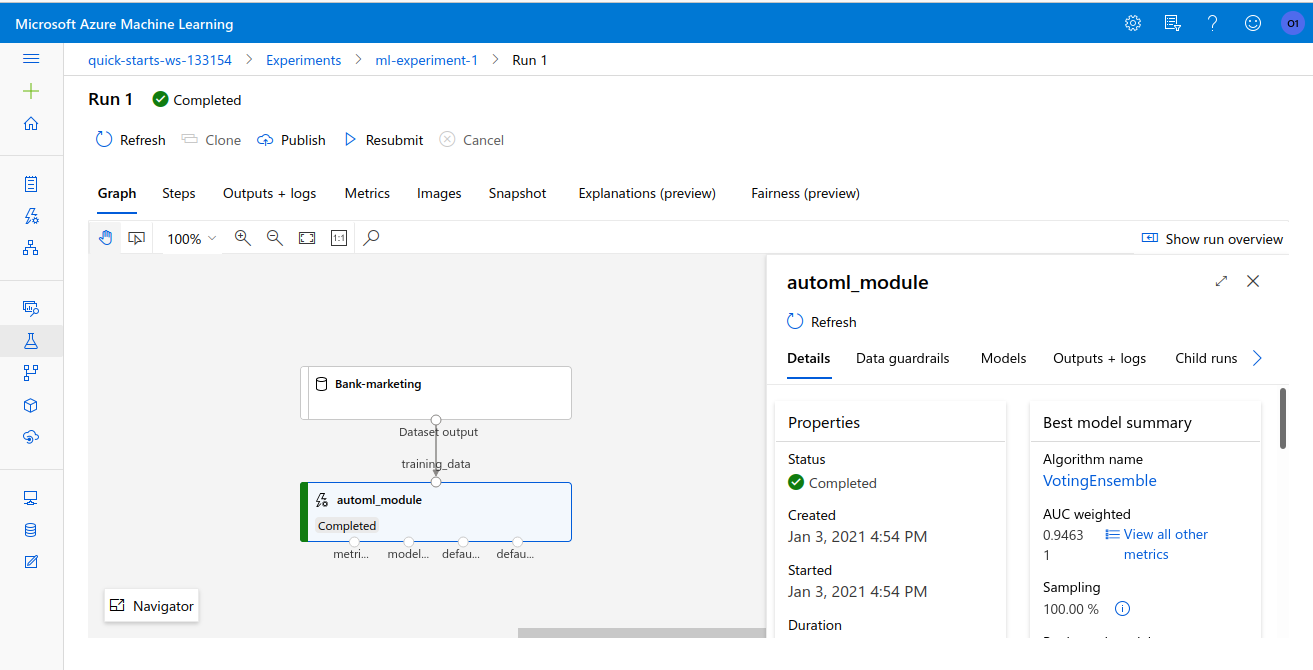 Microsoft Azure Machine Learning
O1
quick-starts-ws-133154 > Experiments > ml-experiment-1 > Run 1
Run 1 Completed
Refresh Clone Publish Resubmit Cancel
Graph Steps Outputs + logs Metrics Images Snapshot Explanations (preview) Fairness (preview)
100% 1:1 Show run overview
Bank-marketing
Dataset output
training_data
automl_module
Completed
metri... model... defau... defau...
Navigator
automl_module
Refresh
Details Data guardrails Models Outputs + logs Child runs
Properties
Status
Completed
Created
Jan 3, 2021 4:54 PM
Started
Jan 3, 2021 4:54 PM
Duration
Best model summary
Algorithm name
VotingEnsemble
AUC weighted
0.9463
1
View all other
metrics
Sampling
100.00 %